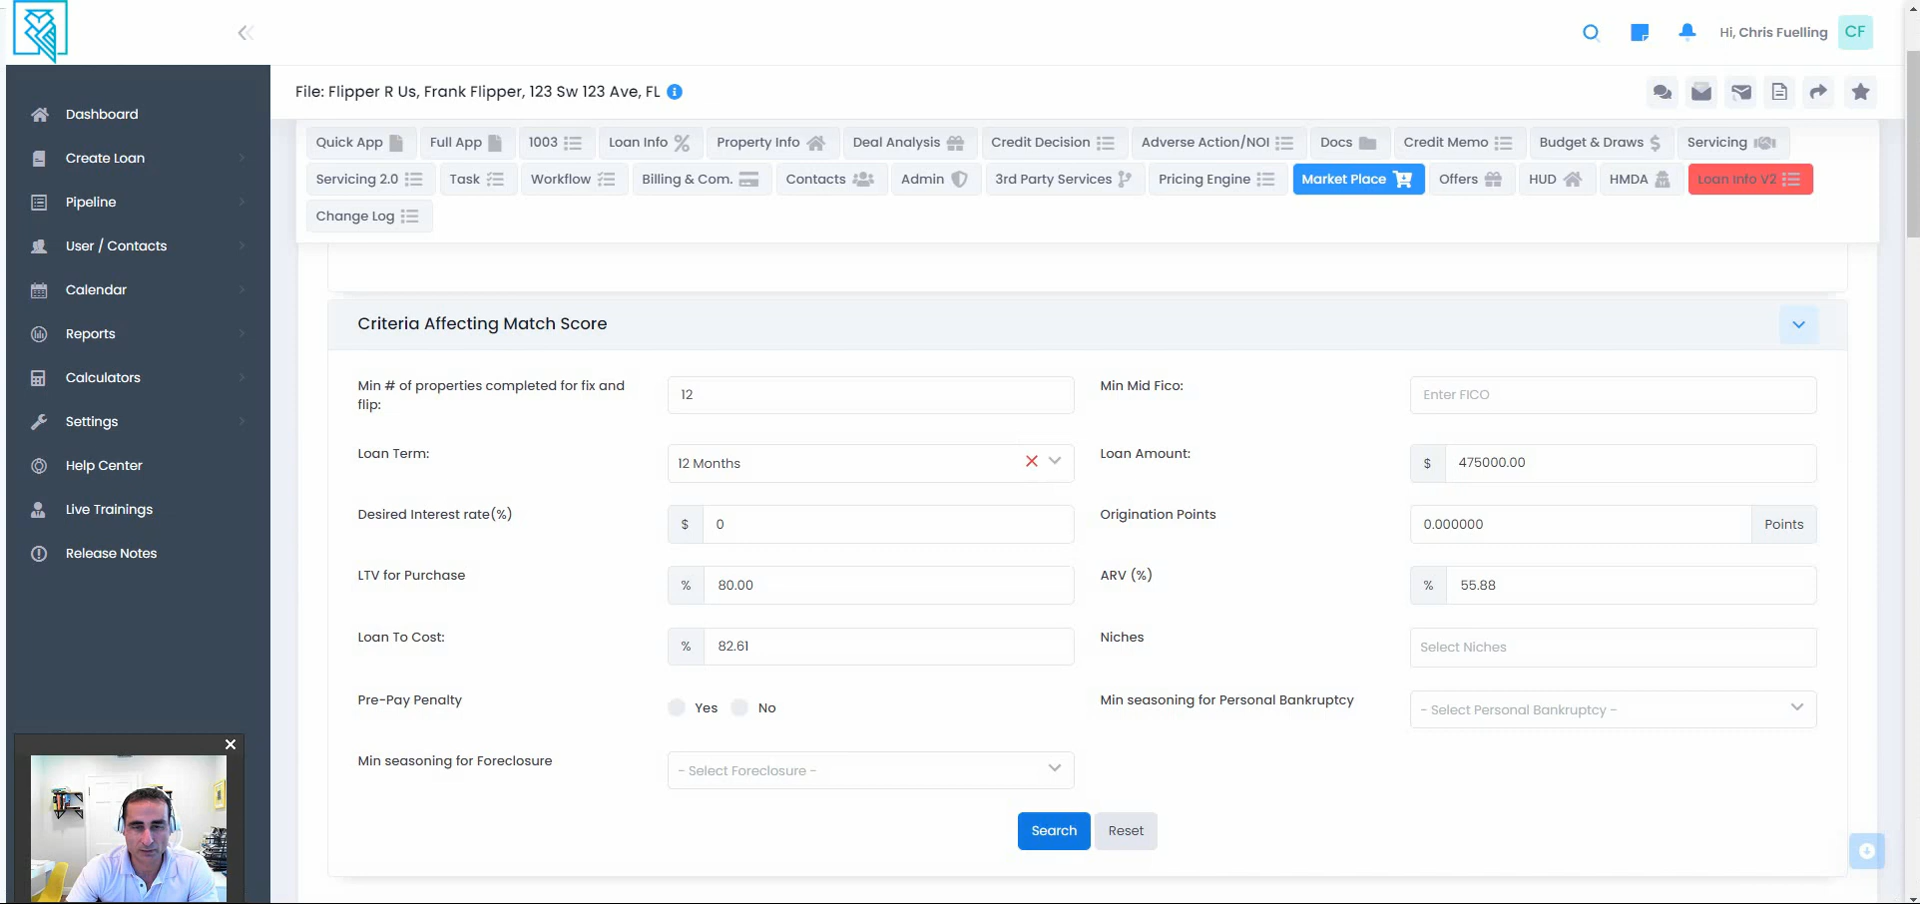 Hi, Chris Fuelling CF
File: Flipper R Us, Frank Flipper, 123 Sw 123 Ave, FL
Dashboard
Create Loan
Pipeline
User / Contacts
Calendar
Reports
Calculators
Settings
Help Center
Live Trainings
Release Notes
Quick App Full App 1003 Loan Info Property Info Deal Analysis Credit Decision Adverse Action/NOI Docs Credit Memo Budget & Draws Servicing
Servicing 2.0 Task Workflow Billing & Com. Contacts Admin 3rd Party Services Pricing Engine Market Place Offers HUD HMDA Loan Info V2
Change Log
Criteria Affecting Match Score
Min # of properties completed for fix and
flip:
12
Min Mid Fico:
Enter FICO
Loan Term:
12 Months
Loan Amount:
$ 475000.00
Desired Interest rate(%)
$ 0
Origination Points
0.000000 Points
LTV for Purchase
% 80.00
ARV (%)
% 55.88
Loan To Cost:
% 82.61
Niches
Select Niches
Pre-Pay Penalty
Yes No
Min seasoning for Personal Bankruptcy
- Select Personal Bankruptcy -
Min seasoning for Foreclosure
- Select Foreclosure -
Search Reset